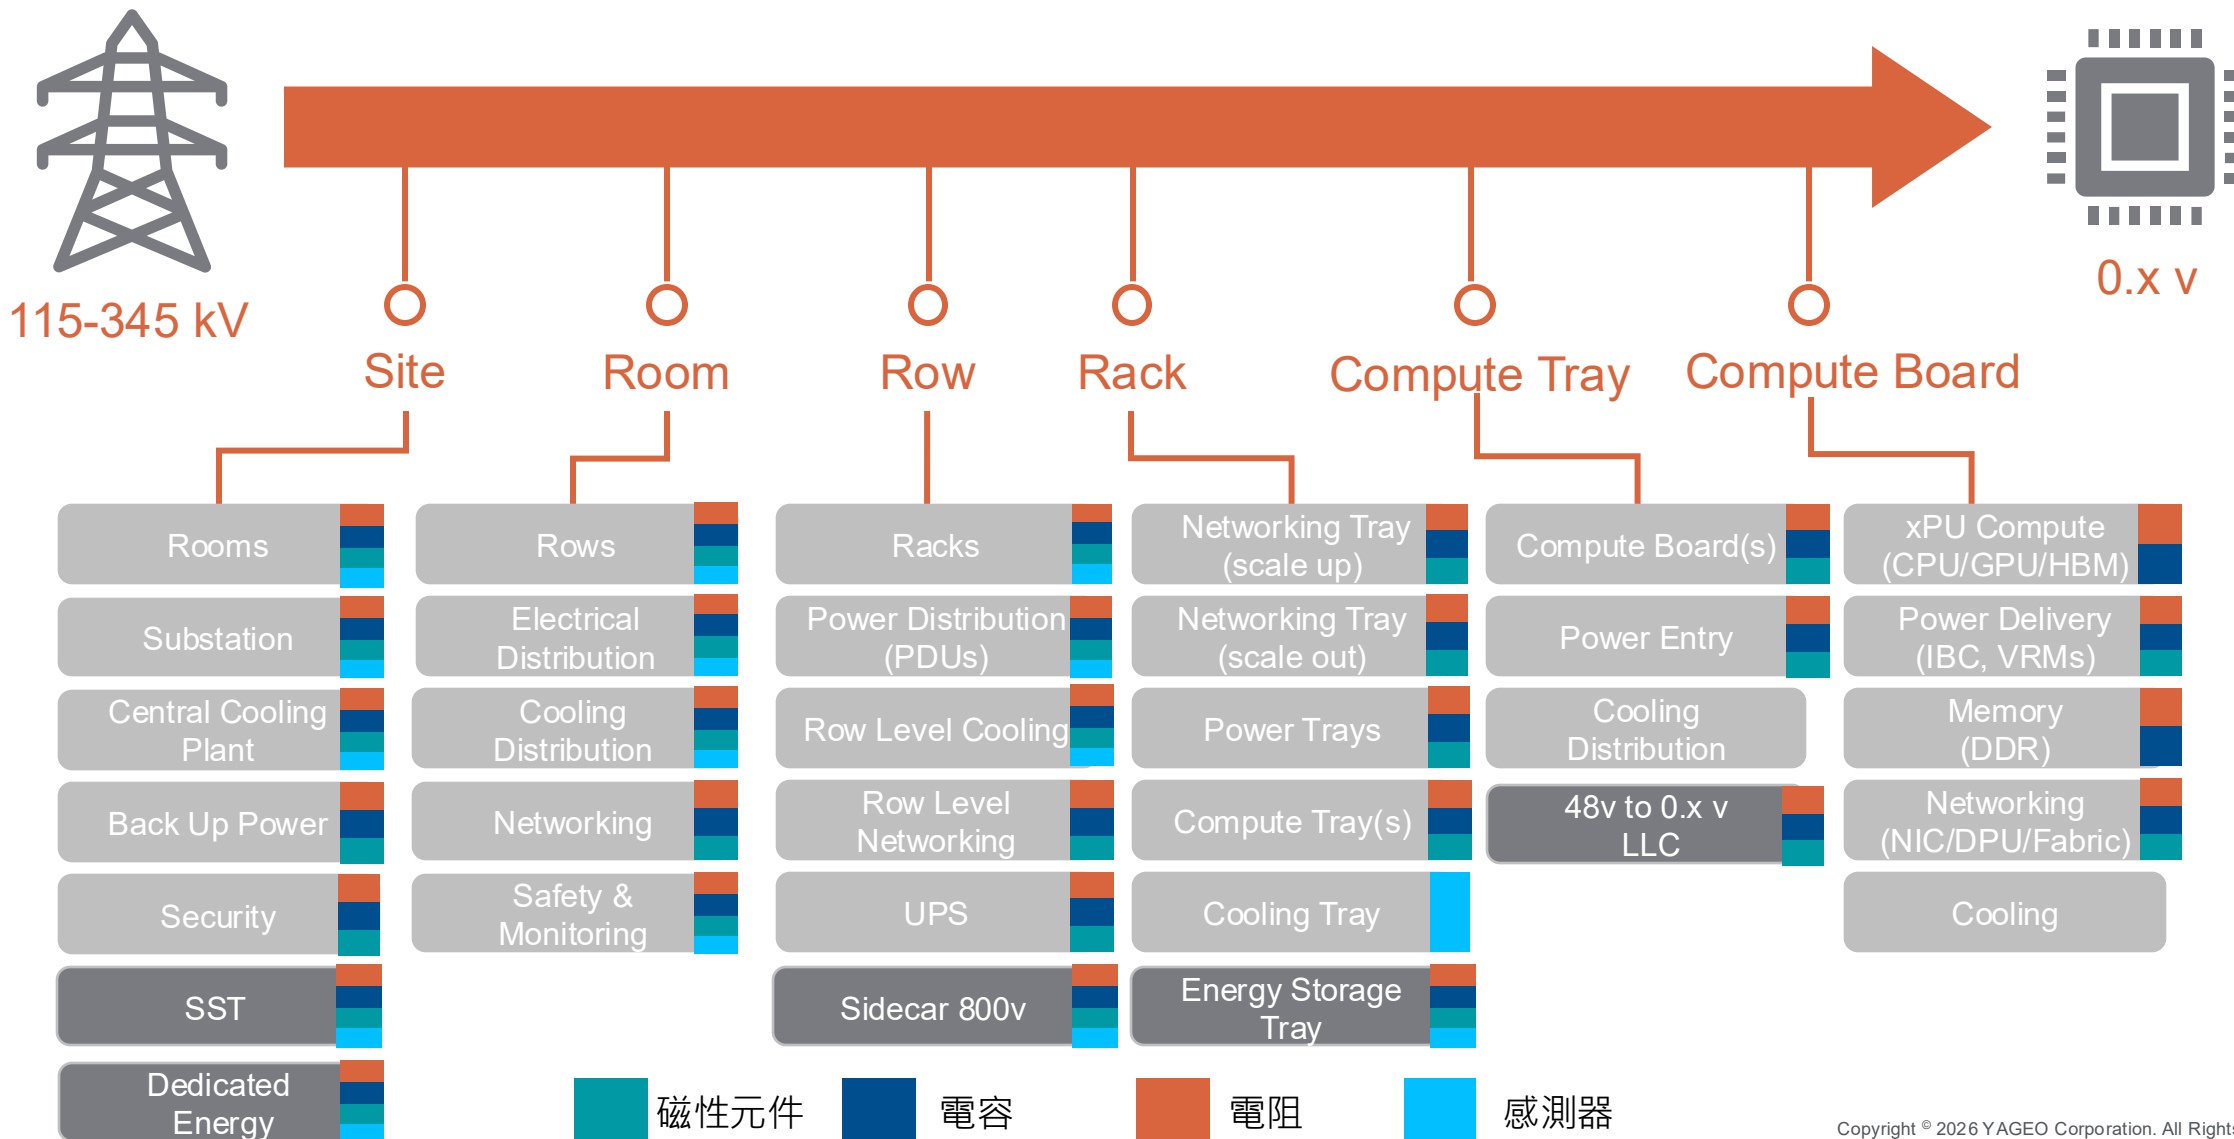 115-345 kV
0.x v
Site
Room
Row
Rack
Compute Tray
Compute Board
Rooms
Substation
Central Cooling
Plant
Back Up Power
Security
SST
Dedicated
Energy
Rows
Electrical
Distribution
Cooling
Distribution
Networking
Safety &
Monitoring
Racks
Power Distribution
(PDUs)
Row Level Cooling
Row Level
Networking
UPS
Sidecar 800v
Networking Tray
(scale up)
Networking Tray
(scale out)
Power Trays
Compute Tray(s)
Cooling Tray
Energy Storage
Tray
Compute Board(s)
Power Entry
Cooling
Distribution
48v to 0.x v
LLC
xPU Compute
(CPU/GPU/HBM)
Power Delivery
(IBC, VRMs)
Memory
(DDR)
Networking
(NIC/DPU/Fabric)
Cooling
磁性元件
電容
電阻
感測器
Copyright © 2026 YAGEO Corporation. All Rights